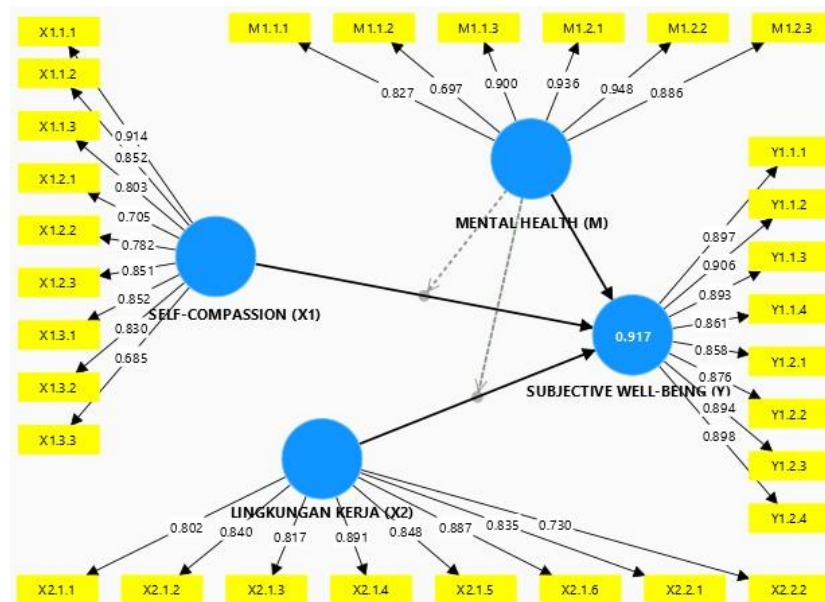 X1.1.1
X1.1.2
X1.1.3
X1.2.1
X1.2.2
X1.2.3
X1.3.1
X1.3.2
X1.3.3
0.914
0.852
0.803
0.705
0.782
0.851
0.852
0.830
0.685
SELF-COMPASSION (X1)
M1.1.1
M1.1.2
M1.1.3
M1.2.1
M1.2.2
M1.2.3
0.827
0.697
0.900
0.936
0.948
0.886
MENTAL HEALTH (M)
Y1.1.1
Y1.1.2
Y1.1.3
Y1.1.4
Y1.2.1
Y1.2.2
Y1.2.3
Y1.2.4
0.897
0.906
0.893
0.861
0.858
0.876
0.894
0.898
0.917
SUBJECTIVE WELL-BEING (Y)
LINGKUNGAN KERJA (X2)
0.802
0.840
0.817
0.891
0.848
0.887
0.835
0.730
X2.1.1
X2.1.2
X2.1.3
X2.1.4
X2.1.5
X2.1.6
X2.2.1
X2.2.2